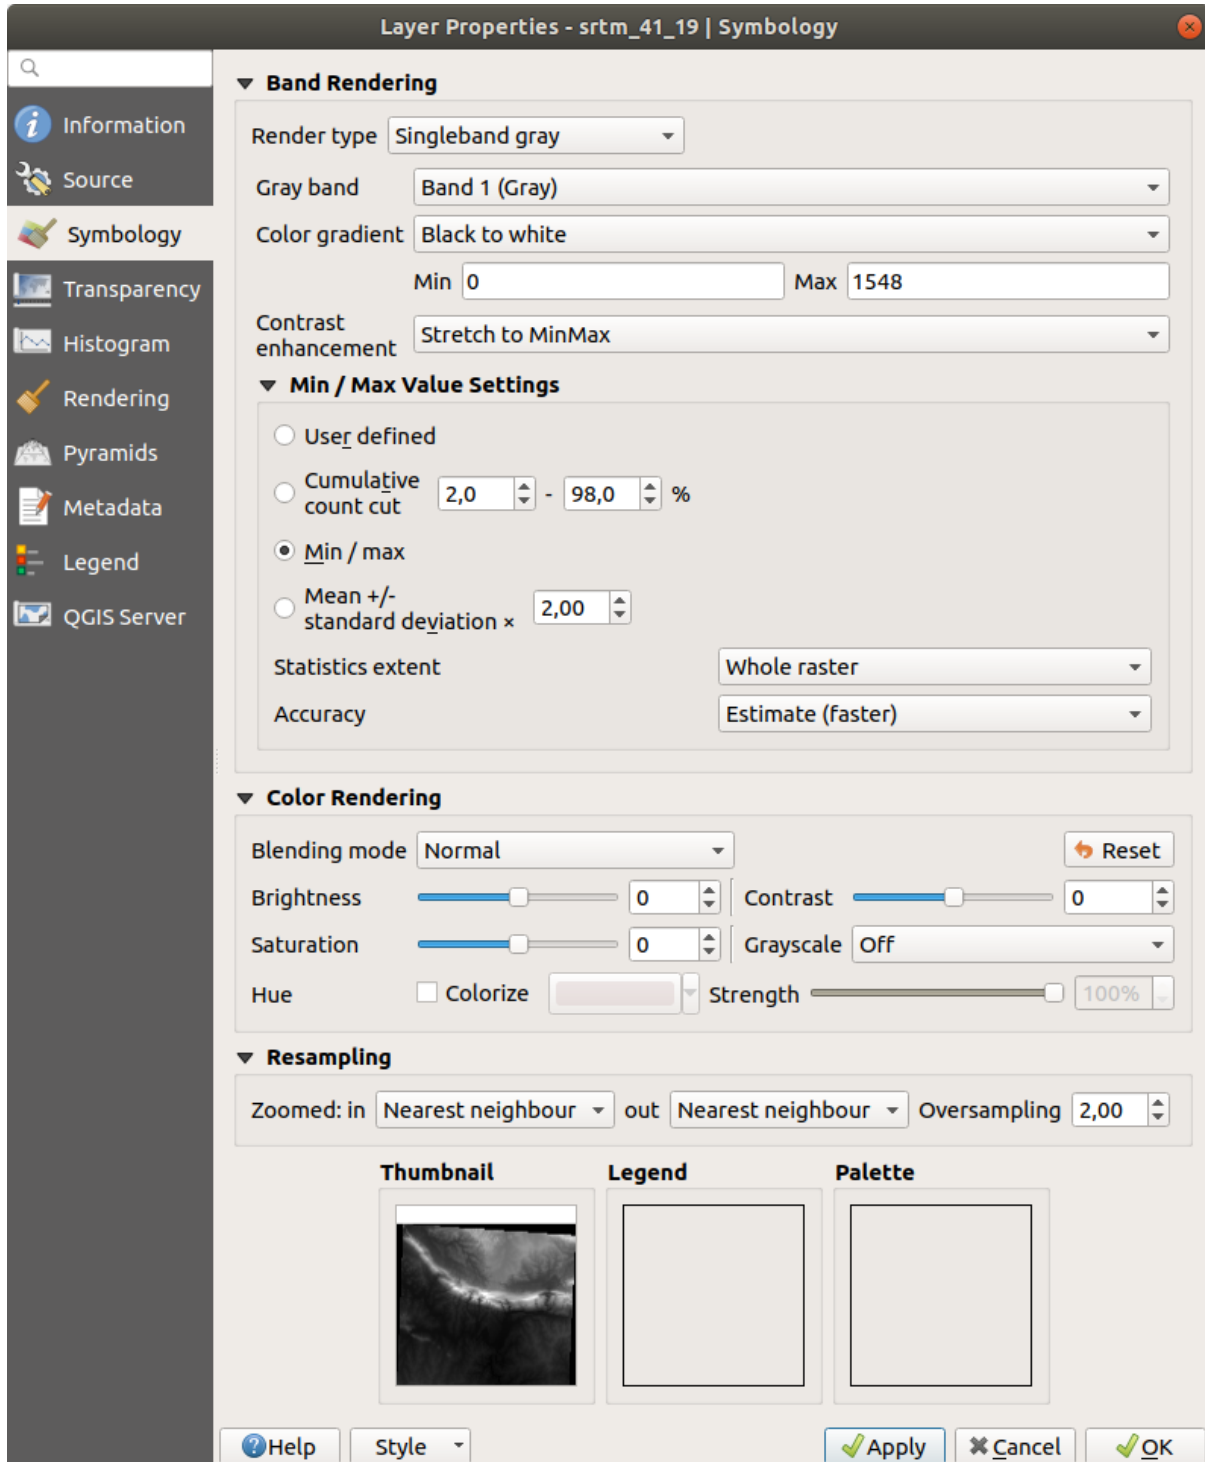 Layer Properties - srtm_41_19 | Symbology
Information
Source
Symbology
Transparency
Histogram
Rendering
Pyramids
Metadata
Legend
QGIS Server
Band Rendering
Render type Singleband gray
Gray band Band 1 (Gray)
Color gradient Black to white
Min 0 Max 1548
Contrast
enhancement Stretch to MinMax
Min / Max Value Settings
User defined
Cumulative
count cut 2,0 - 98,0 %
Min / max
Mean +/-
standard deviation × 2,00
Statistics extent Whole raster
Accuracy Estimate (faster)
Color Rendering
Blending mode Normal Reset
Brightness 0 Contrast 0
Saturation 0 Grayscale Off
Hue Colorize Strength 100%
Resampling
Zoomed: in Nearest neighbour out Nearest neighbour Oversampling 2,00
Thumbnail Legend Palette
Help Style Apply Cancel OK